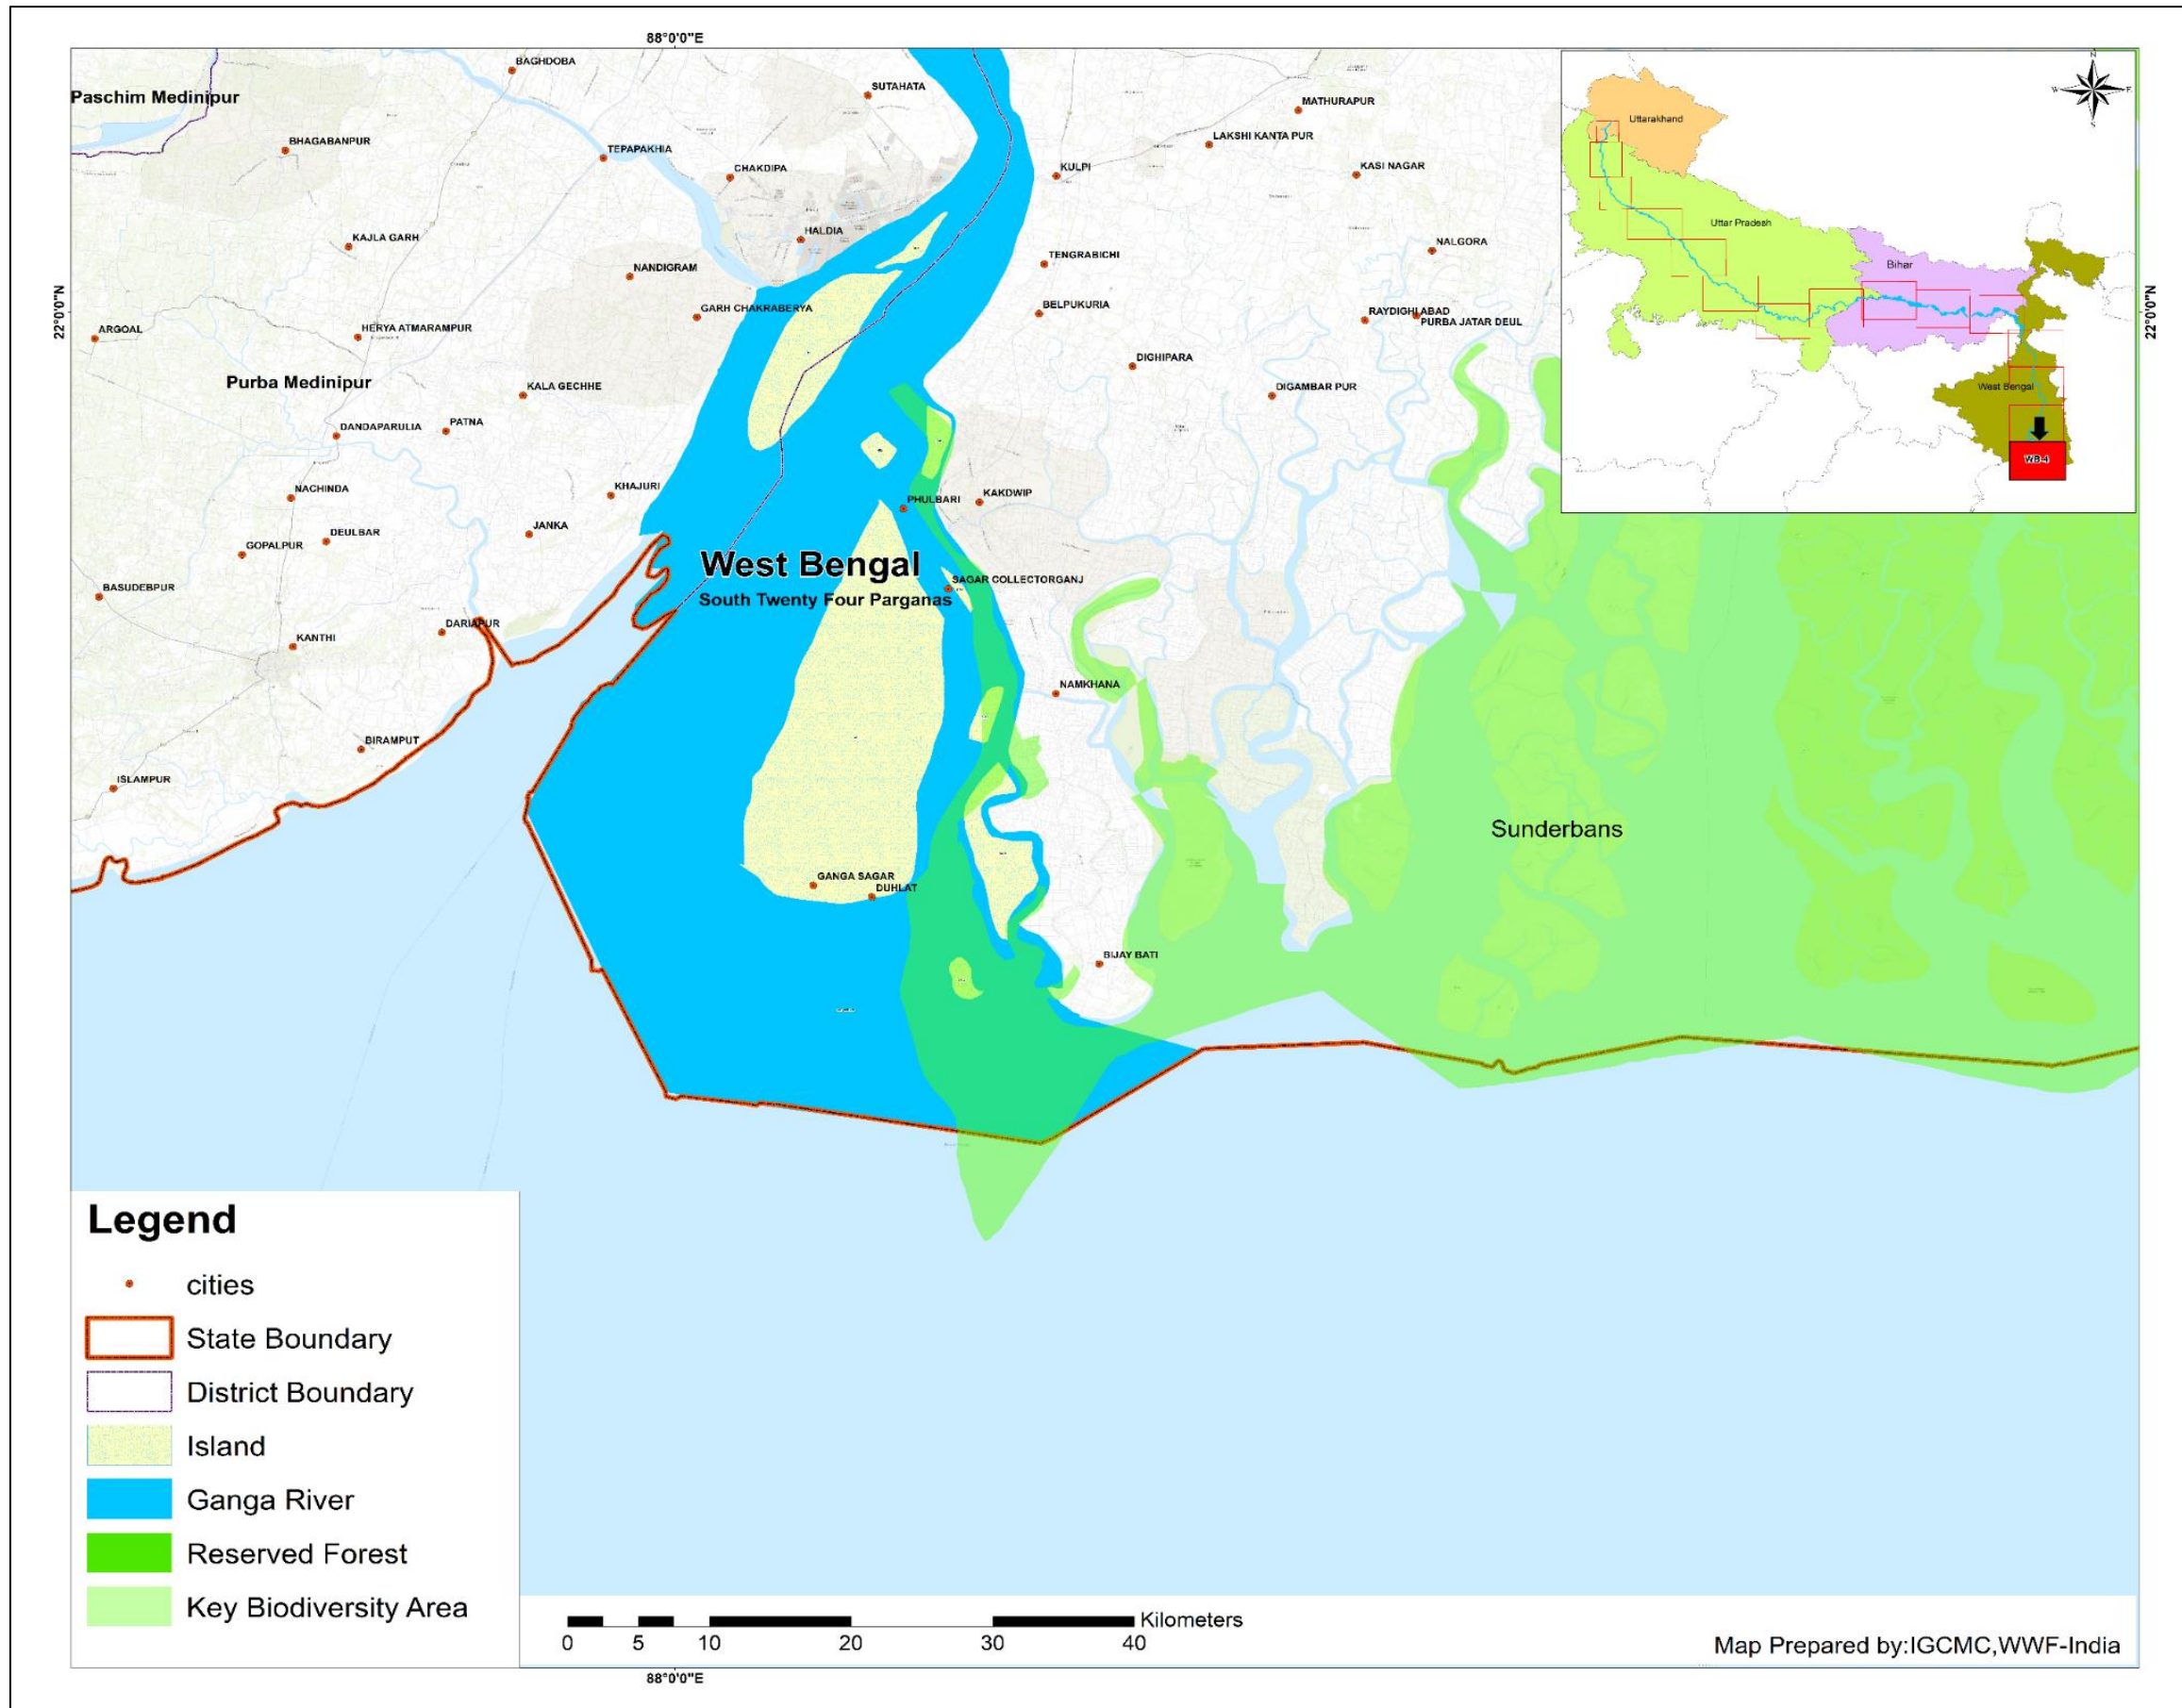 88°0'0"E
BAGHDOBA
SUTAHATA
Paschim Medinipur
MATHURAPUR
BHAGABANPUR
LAKSHI KANTA PUR
TEPAPAKHIA
CHAKDIPA
KULPI
KASI NAGAR
HALDIA
KAJLA GARH
NALGORA
TENGRABICHI
NANDIGRAM
BELPUKURIA
GARH CHAKRABERYA
RAYDIGHI ABAD
PURBA JATAR DEUL
22°0'0"N
ARGOAL
HERYA ATMARAMPUR
DIGHIPARA
Purba Medinipur
KALA GECHHE
DIGAMBAR PUR
DANDAPARULIA
PATNA
KHAJURI
NACHINDA
PHULBARI
KAKDWIP
JANKA
DEULBAR
GOPALPUR
West Bengal
SAGAR COLLECTORGANJ
BASUDEBPUR
South Twenty Four Parganas
DARIAPUR
KANTHI
NAMKHANA
BIRAMPUT
ISLAMPUR
Sunderbans
GANGA SAGAR
DUHLAT
BIJAY BATI
N
W
E
Uttarakhand
Uttar Pradesh
Bihar
West Bengal
WB-4
22°0'0"N
Legend
cities
State Boundary
District Boundary
Island
Ganga River
Reserved Forest
Key Biodiversity Area
Kilometers
0 5 10 20 30 40
Map Prepared by:IGCMC,WWF-India
88°0'0"E